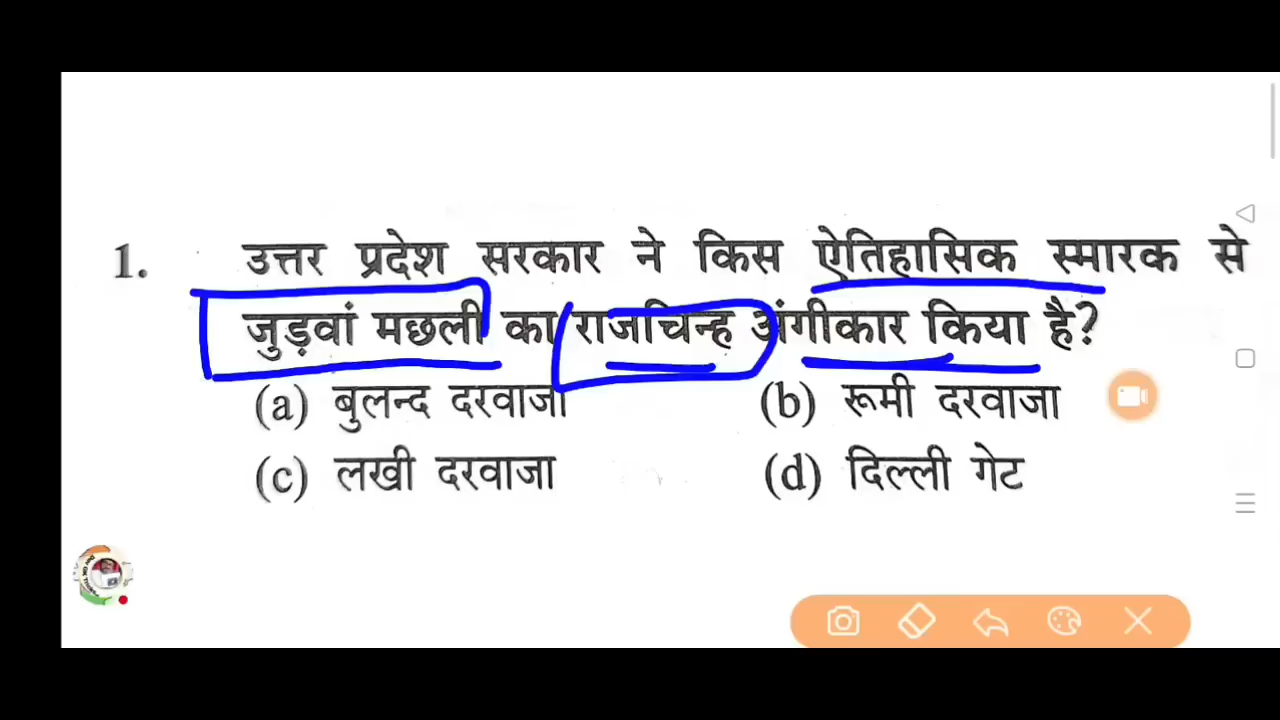 1. उत्तर प्रदेश सरकार ने किस ऐतिहासिक स्मारक से
जुड़वां मछली का राजचिन्ह अंगीकार किया है?
(a) बुलन्द दरवाजा (b) रूमी दरवाजा
(c) लखी दरवाजा (d) दिल्ली गेट